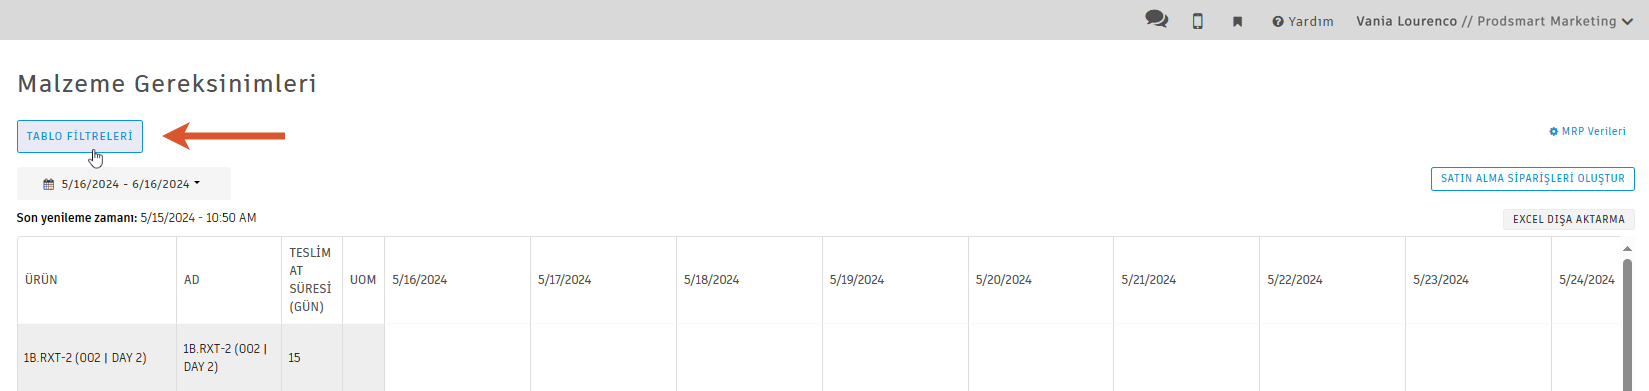 Yardım Vania Lourenco // Prodsmart Marketing
Malzeme Gereksinimleri
TABLO FİLTRELERİ
MRP Verileri
5/16/2024 - 6/16/2024
SATIN ALMA SİPARİŞLERİ OLUŞTUR
Son yenileme zamanı: 5/15/2024 - 10:50 AM
EXCEL DIŞA AKTARMA
ÜRÜN
AD
TESLİM
AT
SÜRESİ
(GÜN)
UOM
5/16/2024
5/17/2024
5/18/2024
5/19/2024
5/20/2024
5/21/2024
5/22/2024
5/23/2024
5/24/2024
1B.RXT-2 (002 | DAY 2)
1B.RXT-2 (002 |
DAY 2)
15